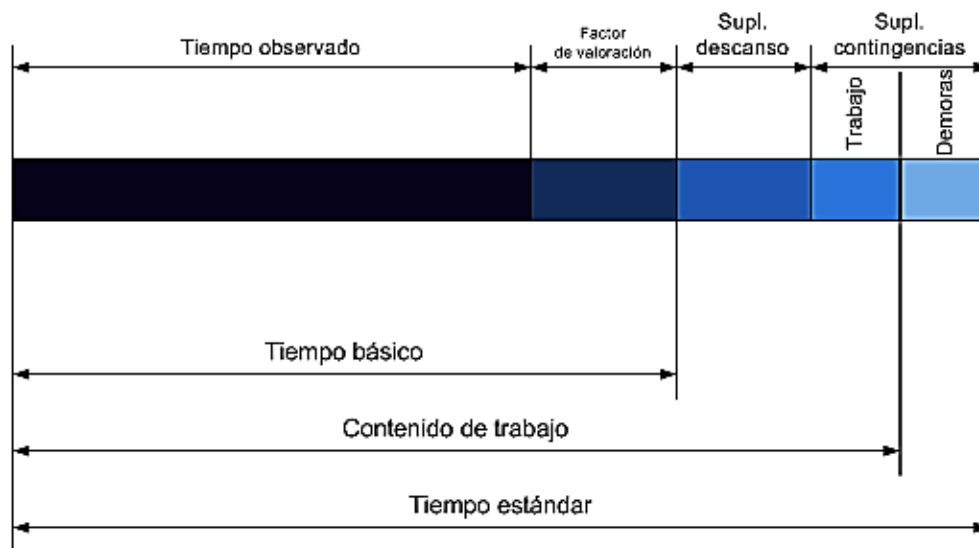 Tiempo observado
Factor
de valoración
Supl.
descanso
Supl.
contingencias
Trabajo
Demoras
Tiempo básico
Contenido de trabajo
Tiempo estándar